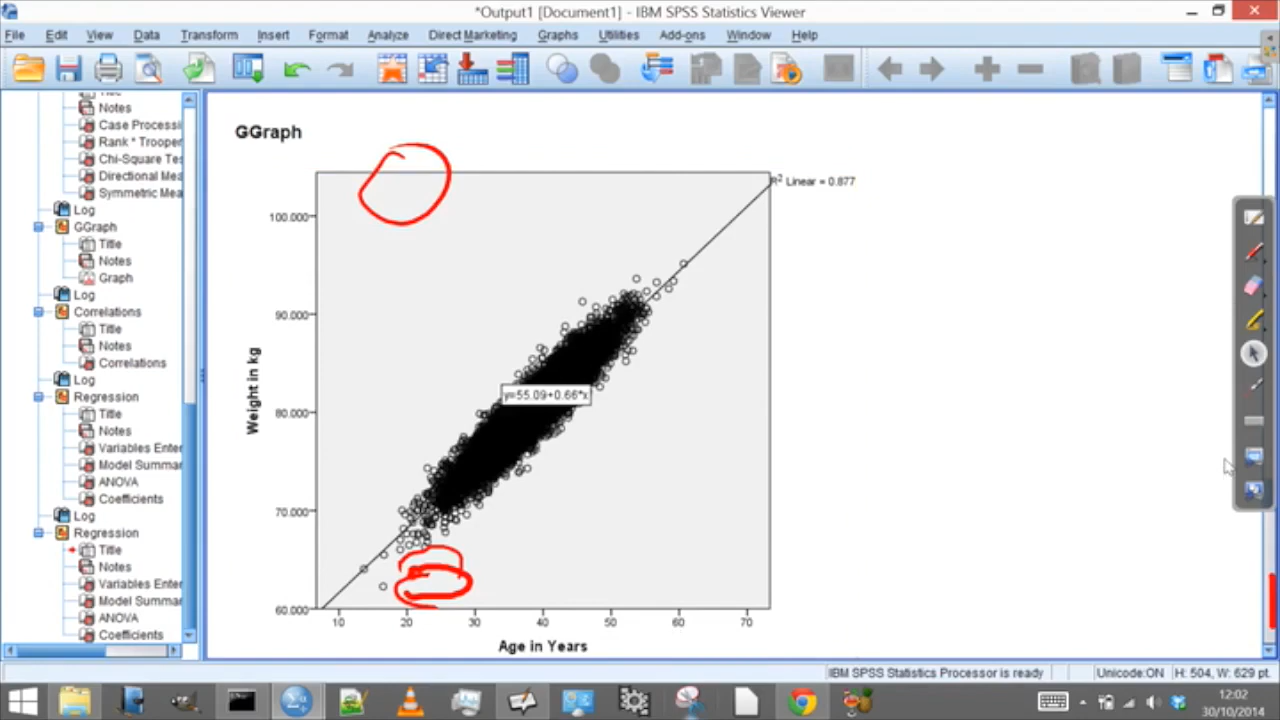 *Output1 [Document1] - IBM SPSS Statistics Viewer
File Edit View Data Transform Insert Format Analyze Direct Marketing Graphs Utilities Add-ons Window Help
Notes
Case Processi
Rank * Trooper
Chi-Square Te
Directional Mea
Symmetric Mea
Log
GGraph
Title
Notes
Graph
Log
Correlations
Title
Notes
Correlations
Log
Regression
Title
Notes
Variables Enter
Model Summar
ANOVA
Coefficients
Log
Regression
Title
Notes
Variables Enter
Model Summar
ANOVA
Coefficients
GGraph
R2 Linear = 0.877
100.000
90.000
80.000
70.000
60.000
Weight in kg
y=55.09+0.66*x
10 20 30 40 50 60 70
Age in Years
IBM SPSS Statistics Processor is ready Unicode:ON H: 504, W: 629 pt.
12:02
30/10/2014